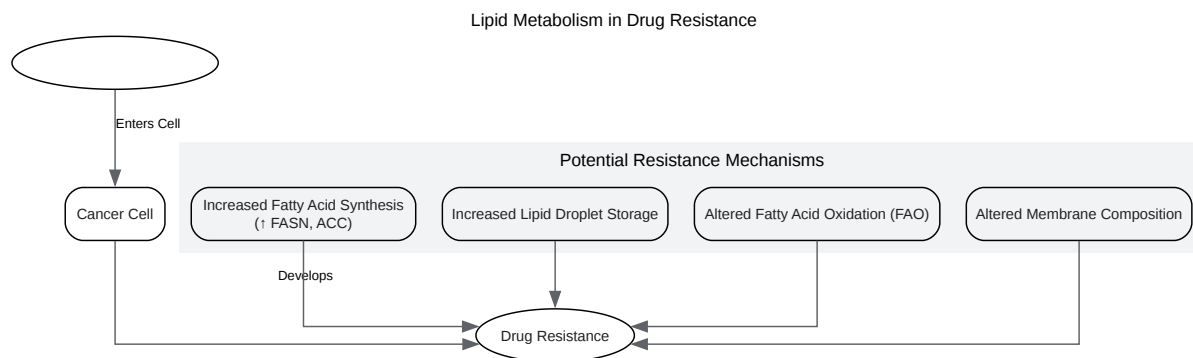 Lipid Metabolism in Drug Resistance
Enters Cell
Potential Resistance Mechanisms
Cancer Cell
Increased Fatty Acid Synthesis
(↑ FASN, ACC)
Increased Lipid Droplet Storage
Altered Fatty Acid Oxidation (FAO)
Altered Membrane Composition
Develops
Drug Resistance